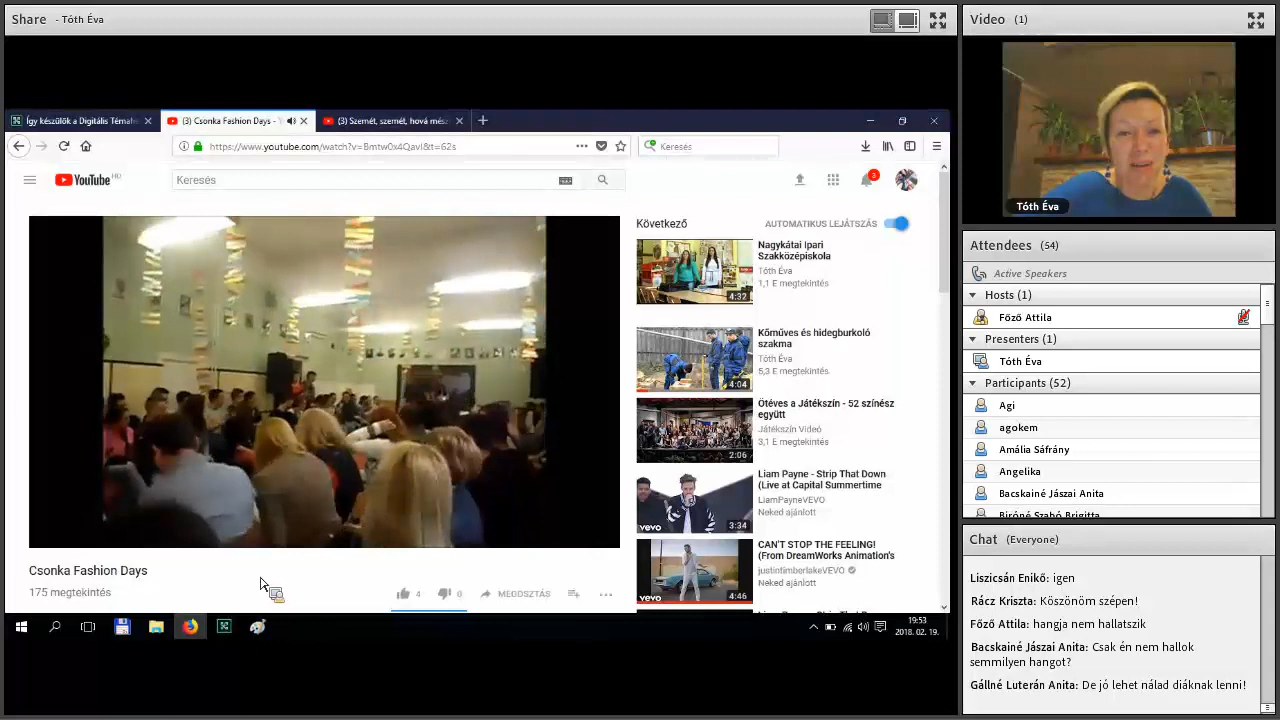 Share - Tóth Éva
Így készülök a Digitális Témahé
(3) Csonka Fashion Days -
(3) Szemét, szemét, hová mész
https://www.youtube.com/watch?v=Bmtw0x4QavI&t=62s
Keresés
YouTube HU
Keresés
3
Következő
AUTOMATIKUS LEJÁTSZÁS
Nagykátai Ipari
Szakközépiskola
Tóth Éva
1,1 E megtekintés
4:32
Kőműves és hidegburkoló
szakma
Tóth Éva
5,3 E megtekintés
4:04
Ötéves a Játékszín - 52 színész
együtt
Játékszín Videó
3,1 E megtekintés
2:06
Liam Payne - Strip That Down
(Live at Capital Summertime
LiamPayneVEVO
Neked ajánlott
vevo
3:34
CAN'T STOP THE FEELING!
(From DreamWorks Animation's
justintimberlakeVEVO
Neked ajánlott
vevo
4:46
Csonka Fashion Days
175 megtekintés
4
0
MEGOSZTÁS
19:53
2018. 02. 19.
Video (1)
Tóth Éva
Attendees (54)
Active Speakers
Hosts (1)
Főző Attila
Presenters (1)
Tóth Éva
Participants (52)
Agi
agokem
Amália Sáfrány
Angelika
Bacskainé Jászai Anita
Biróné Szabó Brigitta
Chat (Everyone)
Liszicsán Enikő: igen
Rácz Kriszta: Köszönöm szépen!
Főző Attila: hangja nem hallatszik
Bacskainé Jászai Anita: Csak én nem hallok
semmilyen hangot?
Gállné Luterán Anita: De jó lehet nálad diáknak lenni!